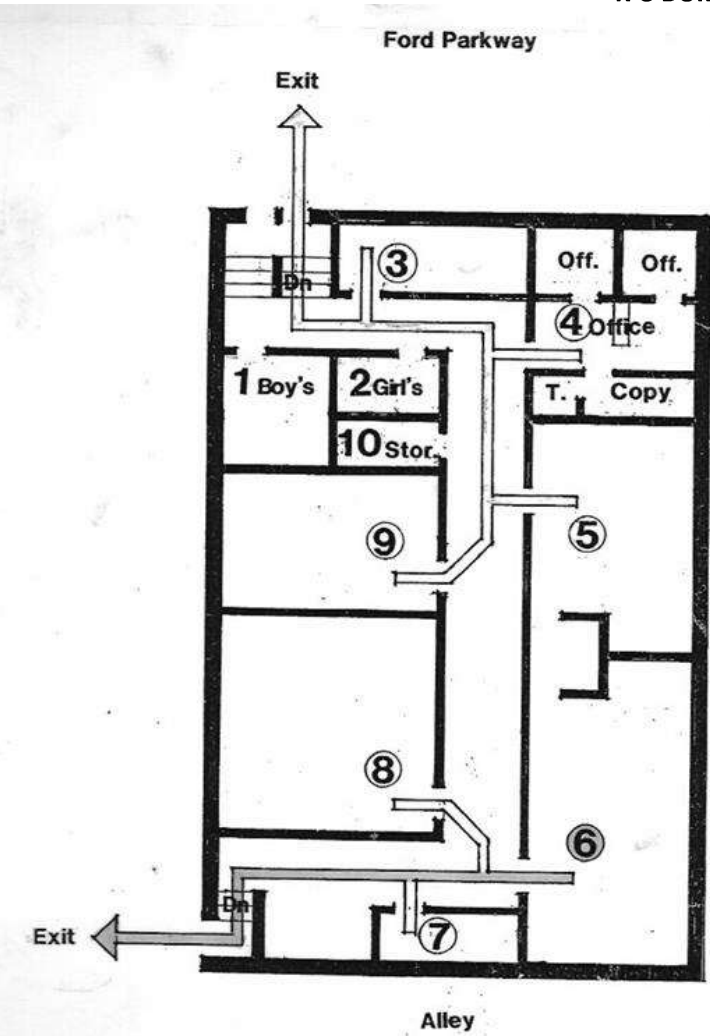 Ford Parkway
Exit
3
Off.
Off.
Dn
4 Office
1 Boy's
2 Girl's
T.
Copy
10 Stor.
5
9
8
6
Dn
Exit
7
Alley